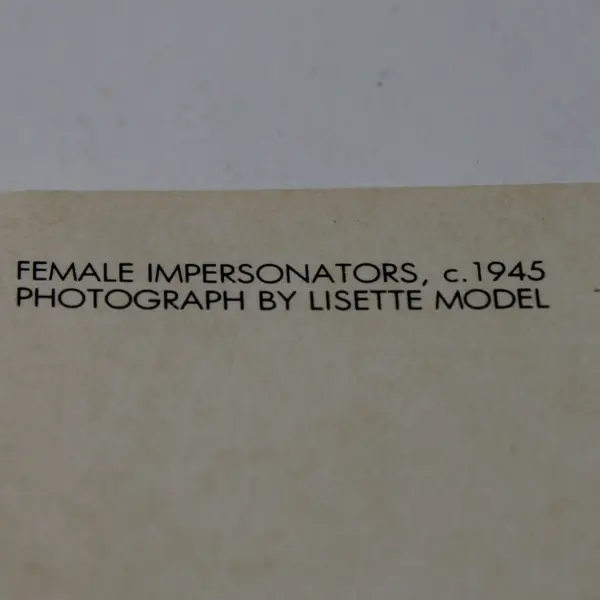 FEMALE IMPERSONATORS, c.1945
PHOTOGRAPH BY LISETTE MODEL